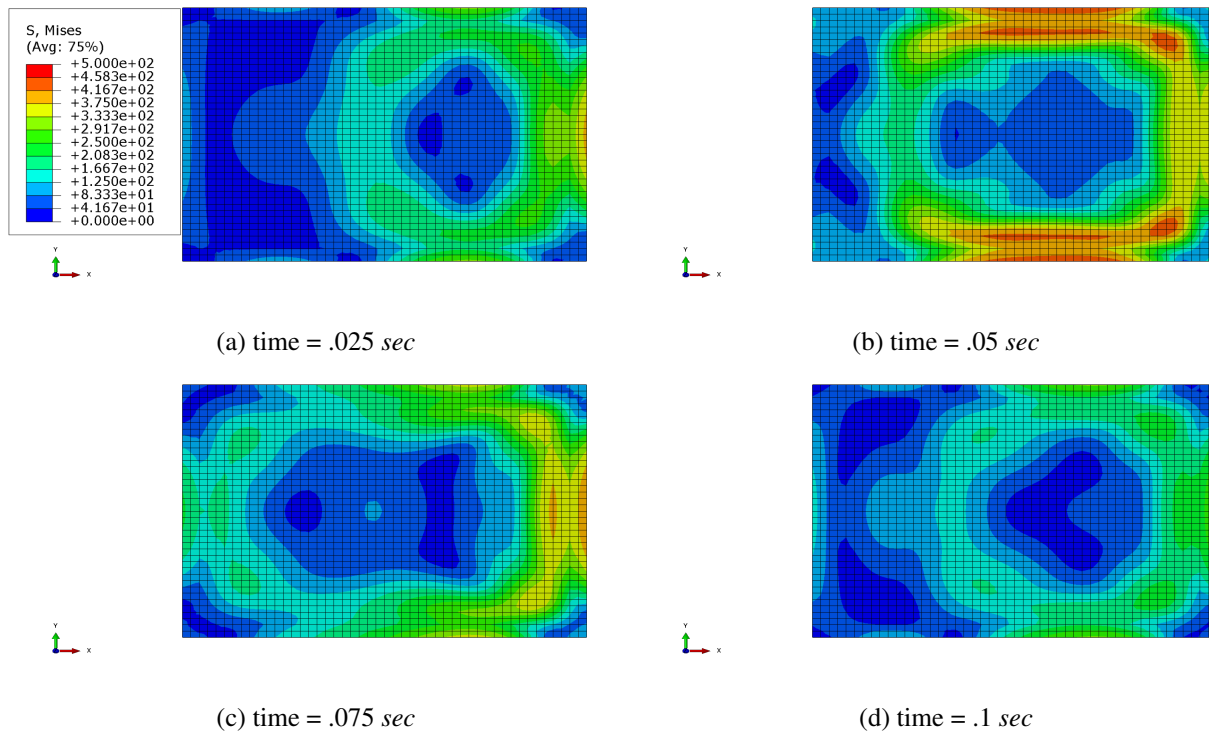 S, Mises
(Avg: 75%)
+5.000e+02
+4.583e+02
+4.167e+02
+3.750e+02
+3.333e+02
+2.917e+02
+2.500e+02
+2.083e+02
+1.667e+02
+1.250e+02
+8.333e+01
+4.167e+01
+0.000e+00
Y
X
Y
X
(a) time = .025 sec
(b) time = .05 sec
Y
X
Y
X
(c) time = .075 sec
(d) time = .1 sec